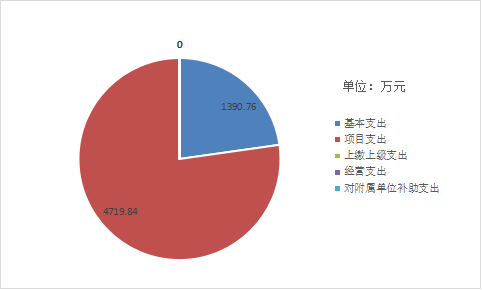 0
单位：万元
1390.76
基本支出
项目支出
上缴上级支出
经营支出
对附属单位补助支出
4719.84